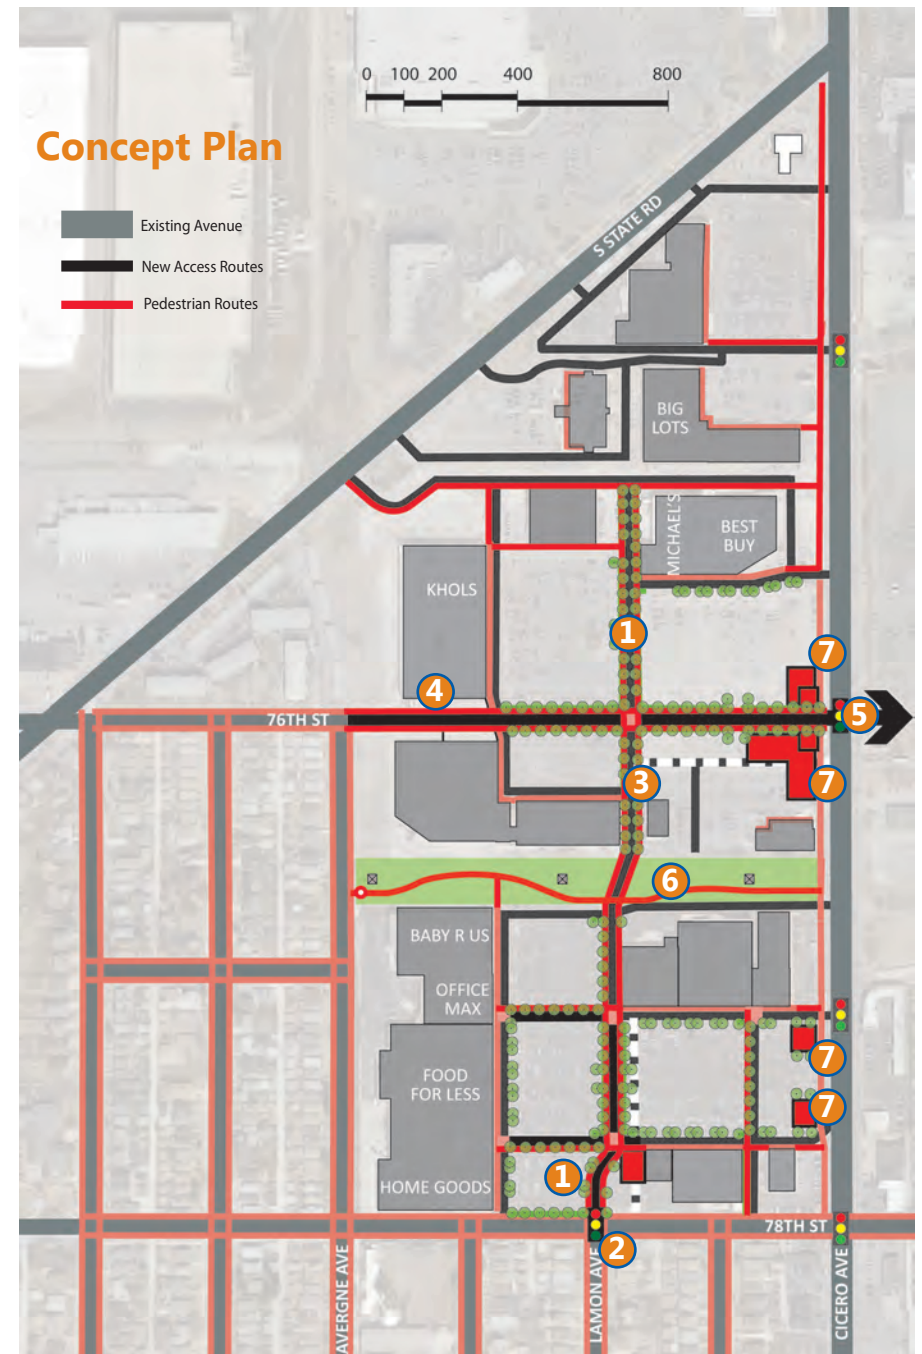 0 100 200 400 800
Concept Plan
Existing Avenue
New Access Routes
Pedestrian Routes
S STATE RD
BIG
LOTS
MICHAEL'S
BEST
BUY
KHOLS
1
7
4
5
76TH ST
3
7
6
BABY R US
OFFICE
MAX
7
FOOD
FOR LESS
7
1
HOME GOODS
78TH ST
2
AVERGNE AVE
LAMON AVE
CICERO AVE